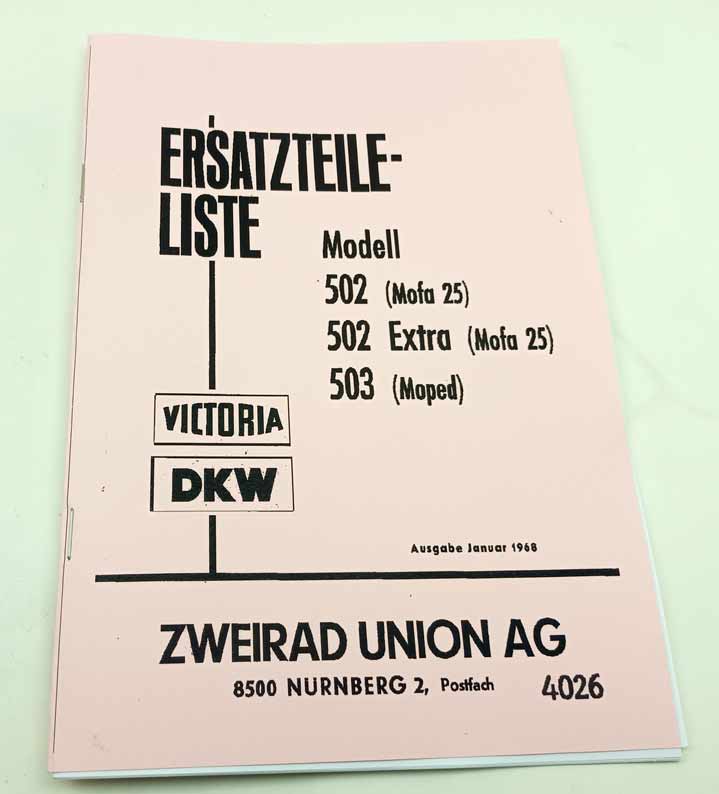 ERSATZTEILE-
LISTE
Modell
502 (Mofa 25)
502 Extra (Mofa 25)
503 (Moped)
VICTORIA
DKW
Ausgabe Januar 1968
ZWEIRAD UNION AG
8500 NÜRNBERG 2, Postfach 4026